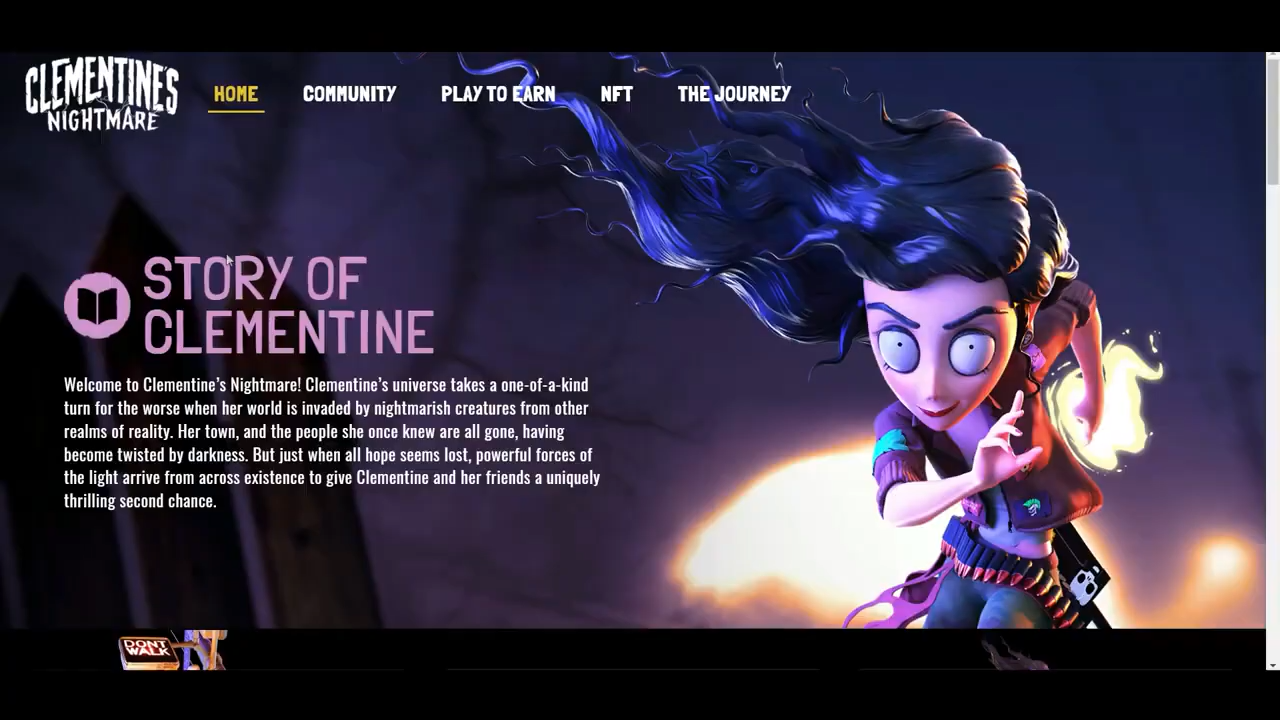 CLEMENTINE'S
NIGHTMARE
HOME
COMMUNITY
PLAY TO EARN
NFT
THE JOURNEY
STORY OF
CLEMENTINE
Welcome to Clementine’s Nightmare! Clementine’s universe takes a one-of-a-kind
turn for the worse when her world is invaded by nightmarish creatures from other
realms of reality. Her town, and the people she once knew are all gone, having
become twisted by darkness. But just when all hope seems lost, powerful forces of
the light arrive from across existence to give Clementine and her friends a uniquely
thrilling second chance.
DONT
WALK